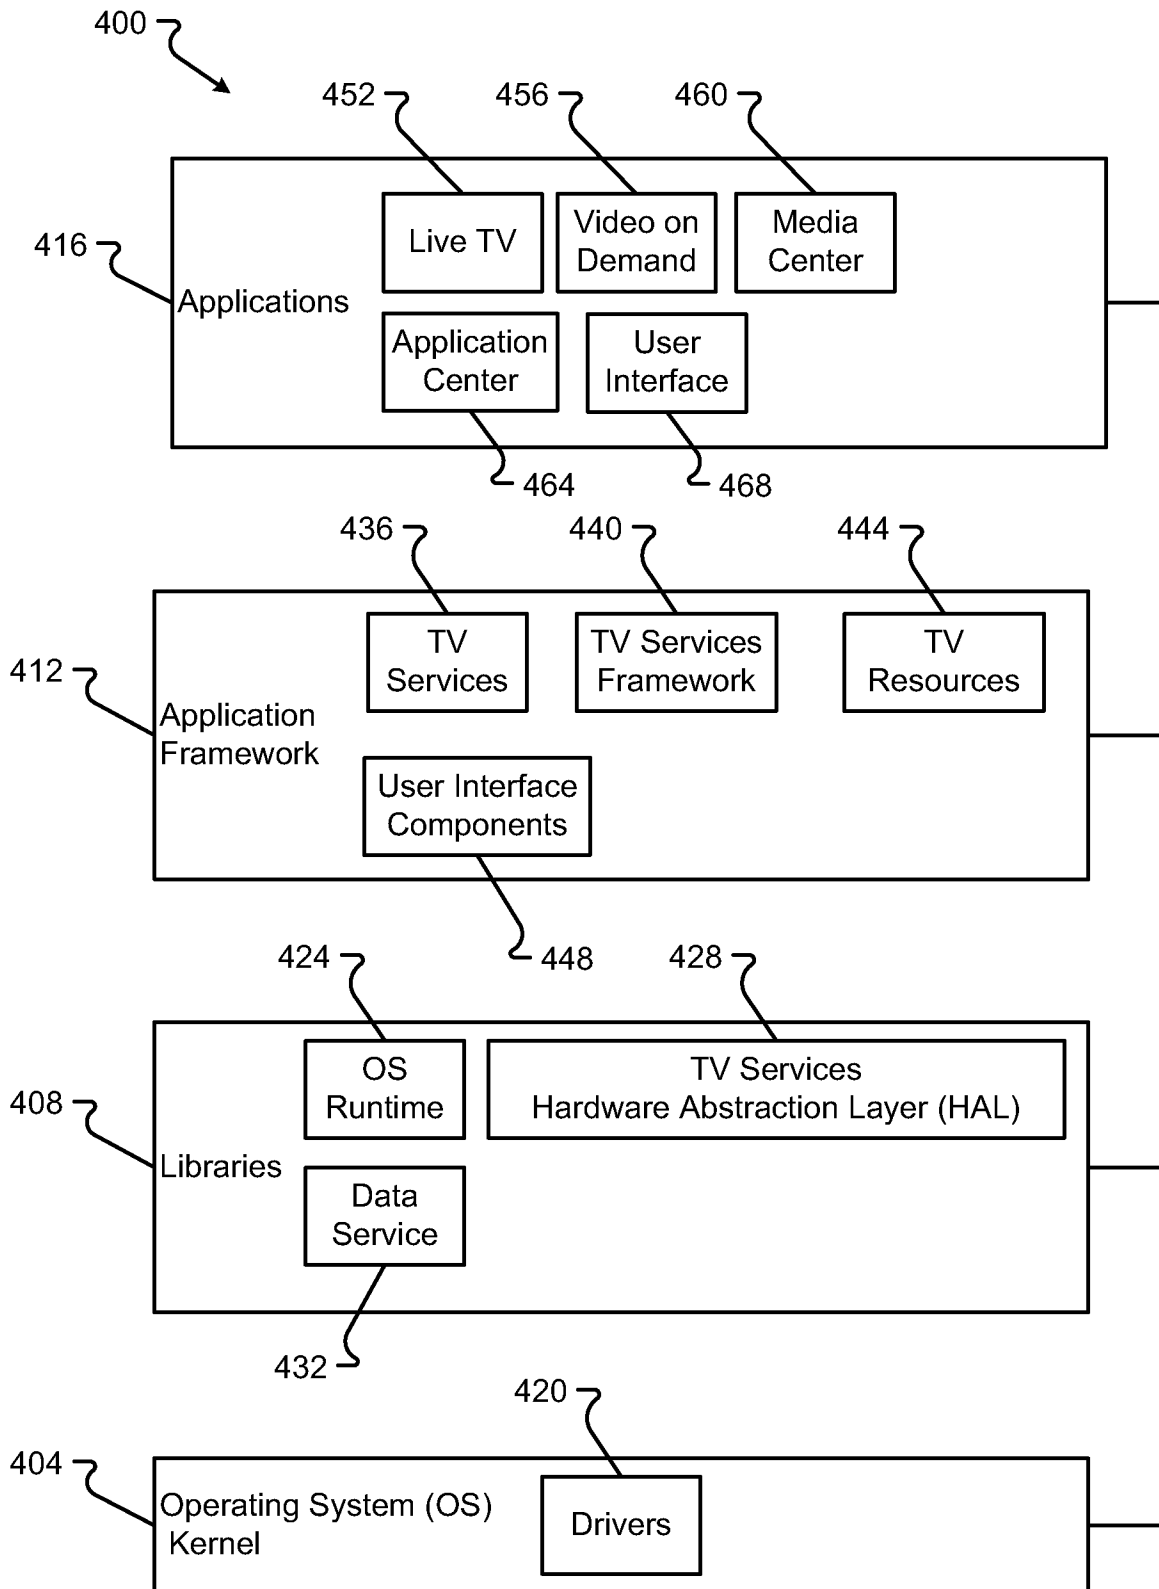 400
452
456
460
Live TV
Video on
Demand
Media
Center
416
Applications
Application
Center
User
Interface
464
468
436
440
444
TV
Services
TV Services
Framework
TV
Resources
412
Application
Framework
User Interface
Components
448
424
428
OS
Runtime
TV Services
Hardware Abstraction Layer (HAL)
408
Libraries
Data
Service
432
420
404
Operating System (OS)
Kernel
Drivers